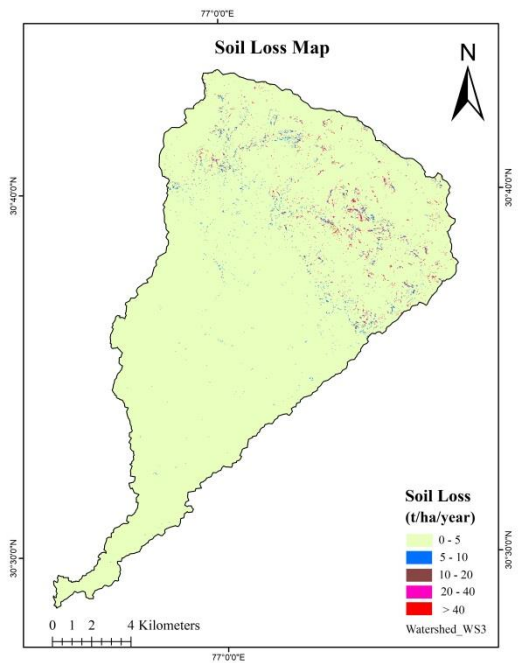 77°0'0"E
Soil Loss Map
N
30°40'0"N
30°40'0"N
Soil Loss
(t/ha/year)
0 - 5
5 - 10
10 - 20
20 - 40
> 40
Watershed_WS3
30°30'0"N
30°30'0"N
0 1 2 4 Kilometers
77°0'0"E